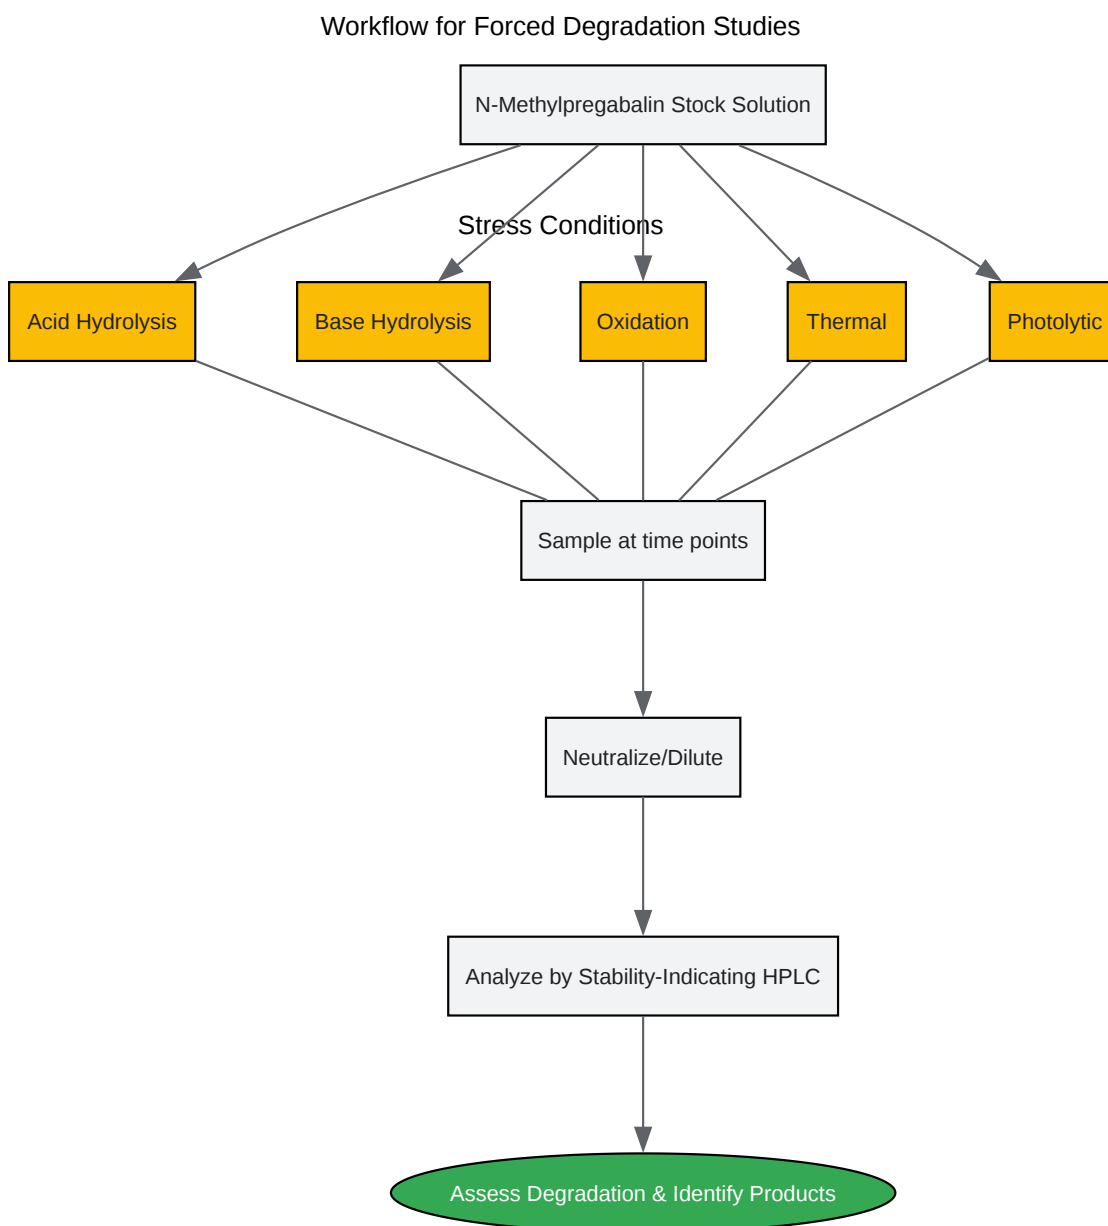 Workflow for Forced Degradation Studies
N-Methylpregabalin Stock Solution
Stress Conditions
Acid Hydrolysis
Base Hydrolysis
Oxidation
Thermal
Photolytic
Sample at time points
Neutralize/Dilute
Analyze by Stability-Indicating HPLC
Assess Degradation & Identify Products